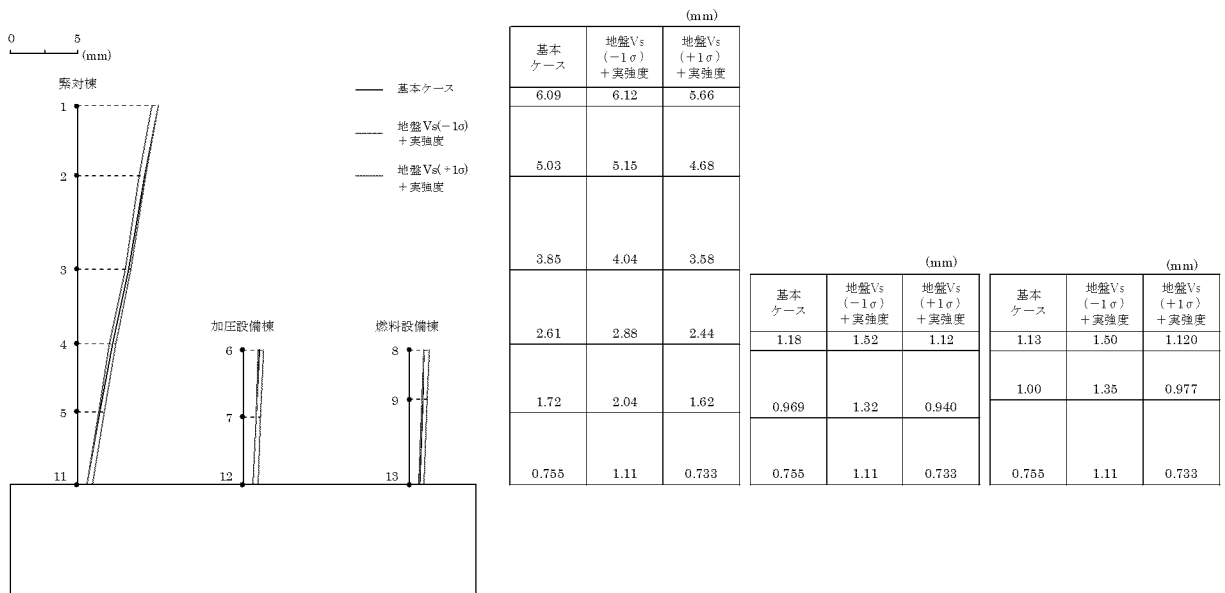 0 5
(mm)
緊対棟
1
2
3
4
5
11
加圧設備棟
6
7
12
燃料設備棟
8
9
13
基本ケース
地盤Vs(－1σ)
＋実強度
地盤Vs(＋1σ)
＋実強度
(mm)
基本
ケース
地盤Vs
(－1σ)
＋実強度
地盤Vs
(＋1σ)
＋実強度
6.09 6.12 5.66
5.03 5.15 4.68
3.85 4.04 3.58
2.61 2.88 2.44
1.72 2.04 1.62
0.755 1.11 0.733
(mm)
基本
ケース
地盤Vs
(－1σ)
＋実強度
地盤Vs
(＋1σ)
＋実強度
1.18 1.52 1.12
0.969 1.32 0.940
0.755 1.11 0.733
(mm)
基本
ケース
地盤Vs
(－1σ)
＋実強度
地盤Vs
(＋1σ)
＋実強度
1.13 1.50 1.120
1.00 1.35 0.977
0.755 1.11 0.733